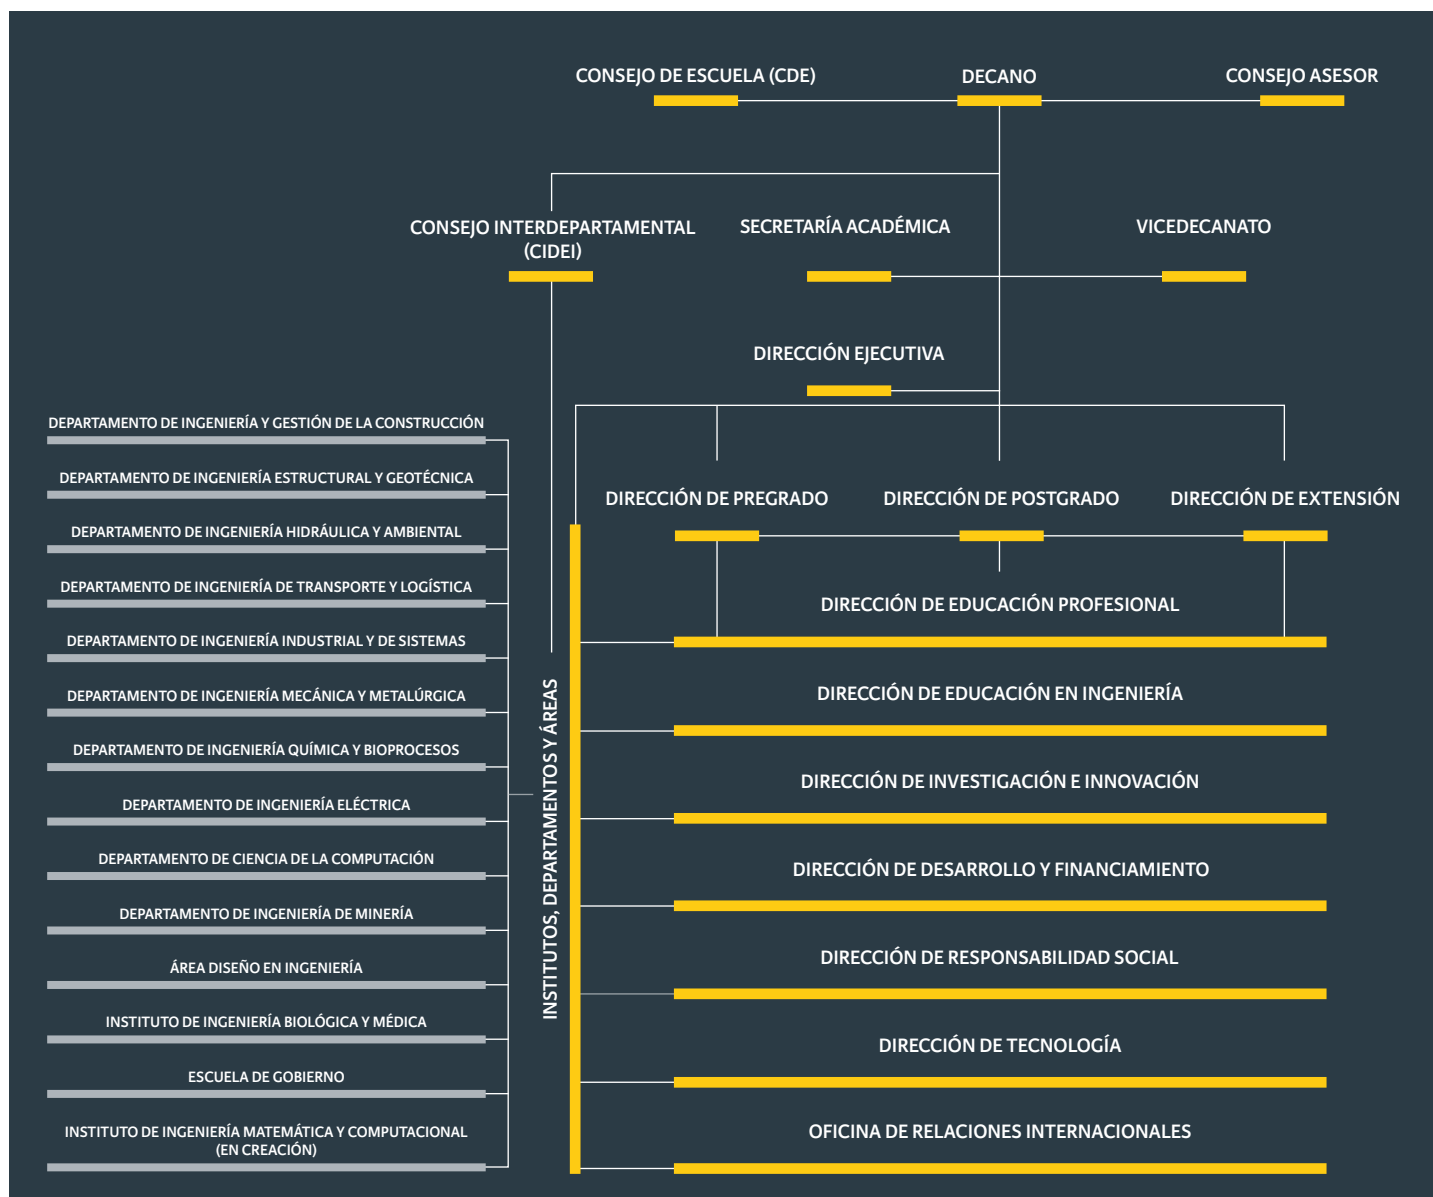 CONSEJO DE ESCUELA (CDE)
DECANO
CONSEJO ASESOR
CONSEJO INTERDEPARTAMENTAL
(CIDEI)
SECRETARÍA ACADÉMICA
VICEDECANATO
DIRECCIÓN EJECUTIVA
DEPARTAMENTO DE INGENIERÍA Y GESTIÓN DE LA CONSTRUCCIÓN
DEPARTAMENTO DE INGENIERÍA ESTRUCTURAL Y GEOTÉCNICA
DEPARTAMENTO DE INGENIERÍA HIDRÁULICA Y AMBIENTAL
DEPARTAMENTO DE INGENIERÍA DE TRANSPORTE Y LOGÍSTICA
DEPARTAMENTO DE INGENIERÍA INDUSTRIAL Y DE SISTEMAS
DEPARTAMENTO DE INGENIERÍA MECÁNICA Y METALÚRGICA
DEPARTAMENTO DE INGENIERÍA QUÍMICA Y BIOPROCESOS
DEPARTAMENTO DE INGENIERÍA ELÉCTRICA
DEPARTAMENTO DE CIENCIA DE LA COMPUTACIÓN
DEPARTAMENTO DE INGENIERÍA DE MINERÍA
ÁREA DISEÑO EN INGENIERÍA
INSTITUTO DE INGENIERÍA BIOLÓGICA Y MÉDICA
ESCUELA DE GOBIERNO
INSTITUTO DE INGENIERÍA MATEMÁTICA Y COMPUTACIONAL
(EN CREACIÓN)
INSTITUTOS, DEPARTAMENTOS Y ÁREAS
DIRECCIÓN DE PREGRADO
DIRECCIÓN DE POSTGRADO
DIRECCIÓN DE EXTENSIÓN
DIRECCIÓN DE EDUCACIÓN PROFESIONAL
DIRECCIÓN DE EDUCACIÓN EN INGENIERÍA
DIRECCIÓN DE INVESTIGACIÓN E INNOVACIÓN
DIRECCIÓN DE DESARROLLO Y FINANCIAMIENTO
DIRECCIÓN DE RESPONSABILIDAD SOCIAL
DIRECCIÓN DE TECNOLOGÍA
OFICINA DE RELACIONES INTERNACIONALES